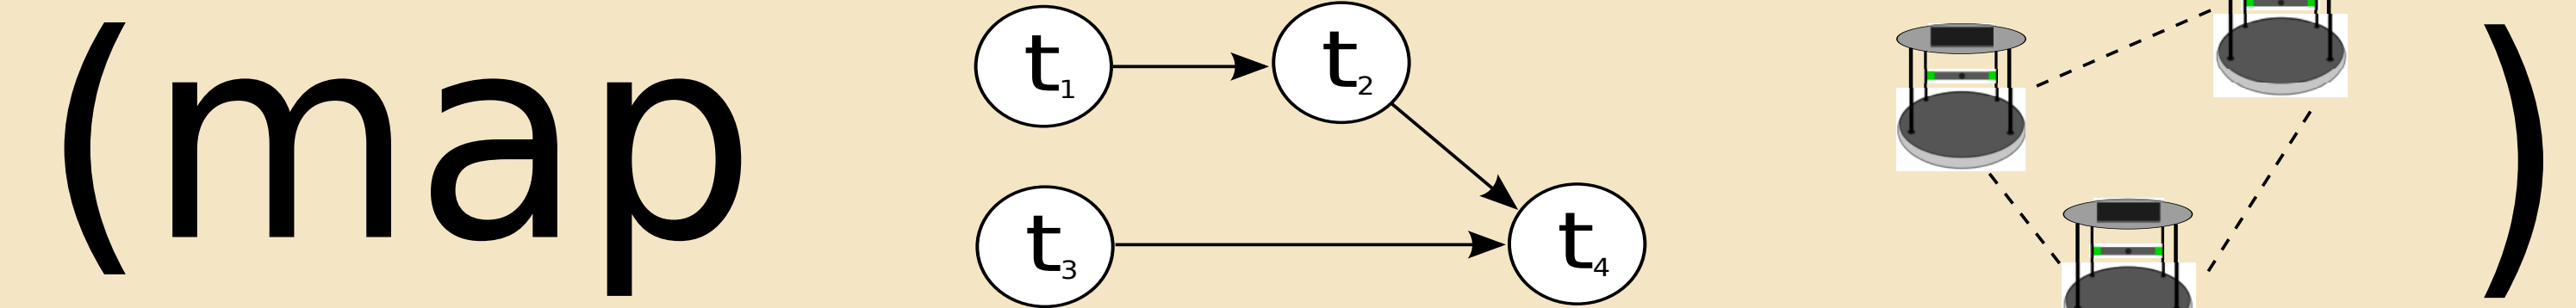 (map t₁ t₂ )
t₃ t₄